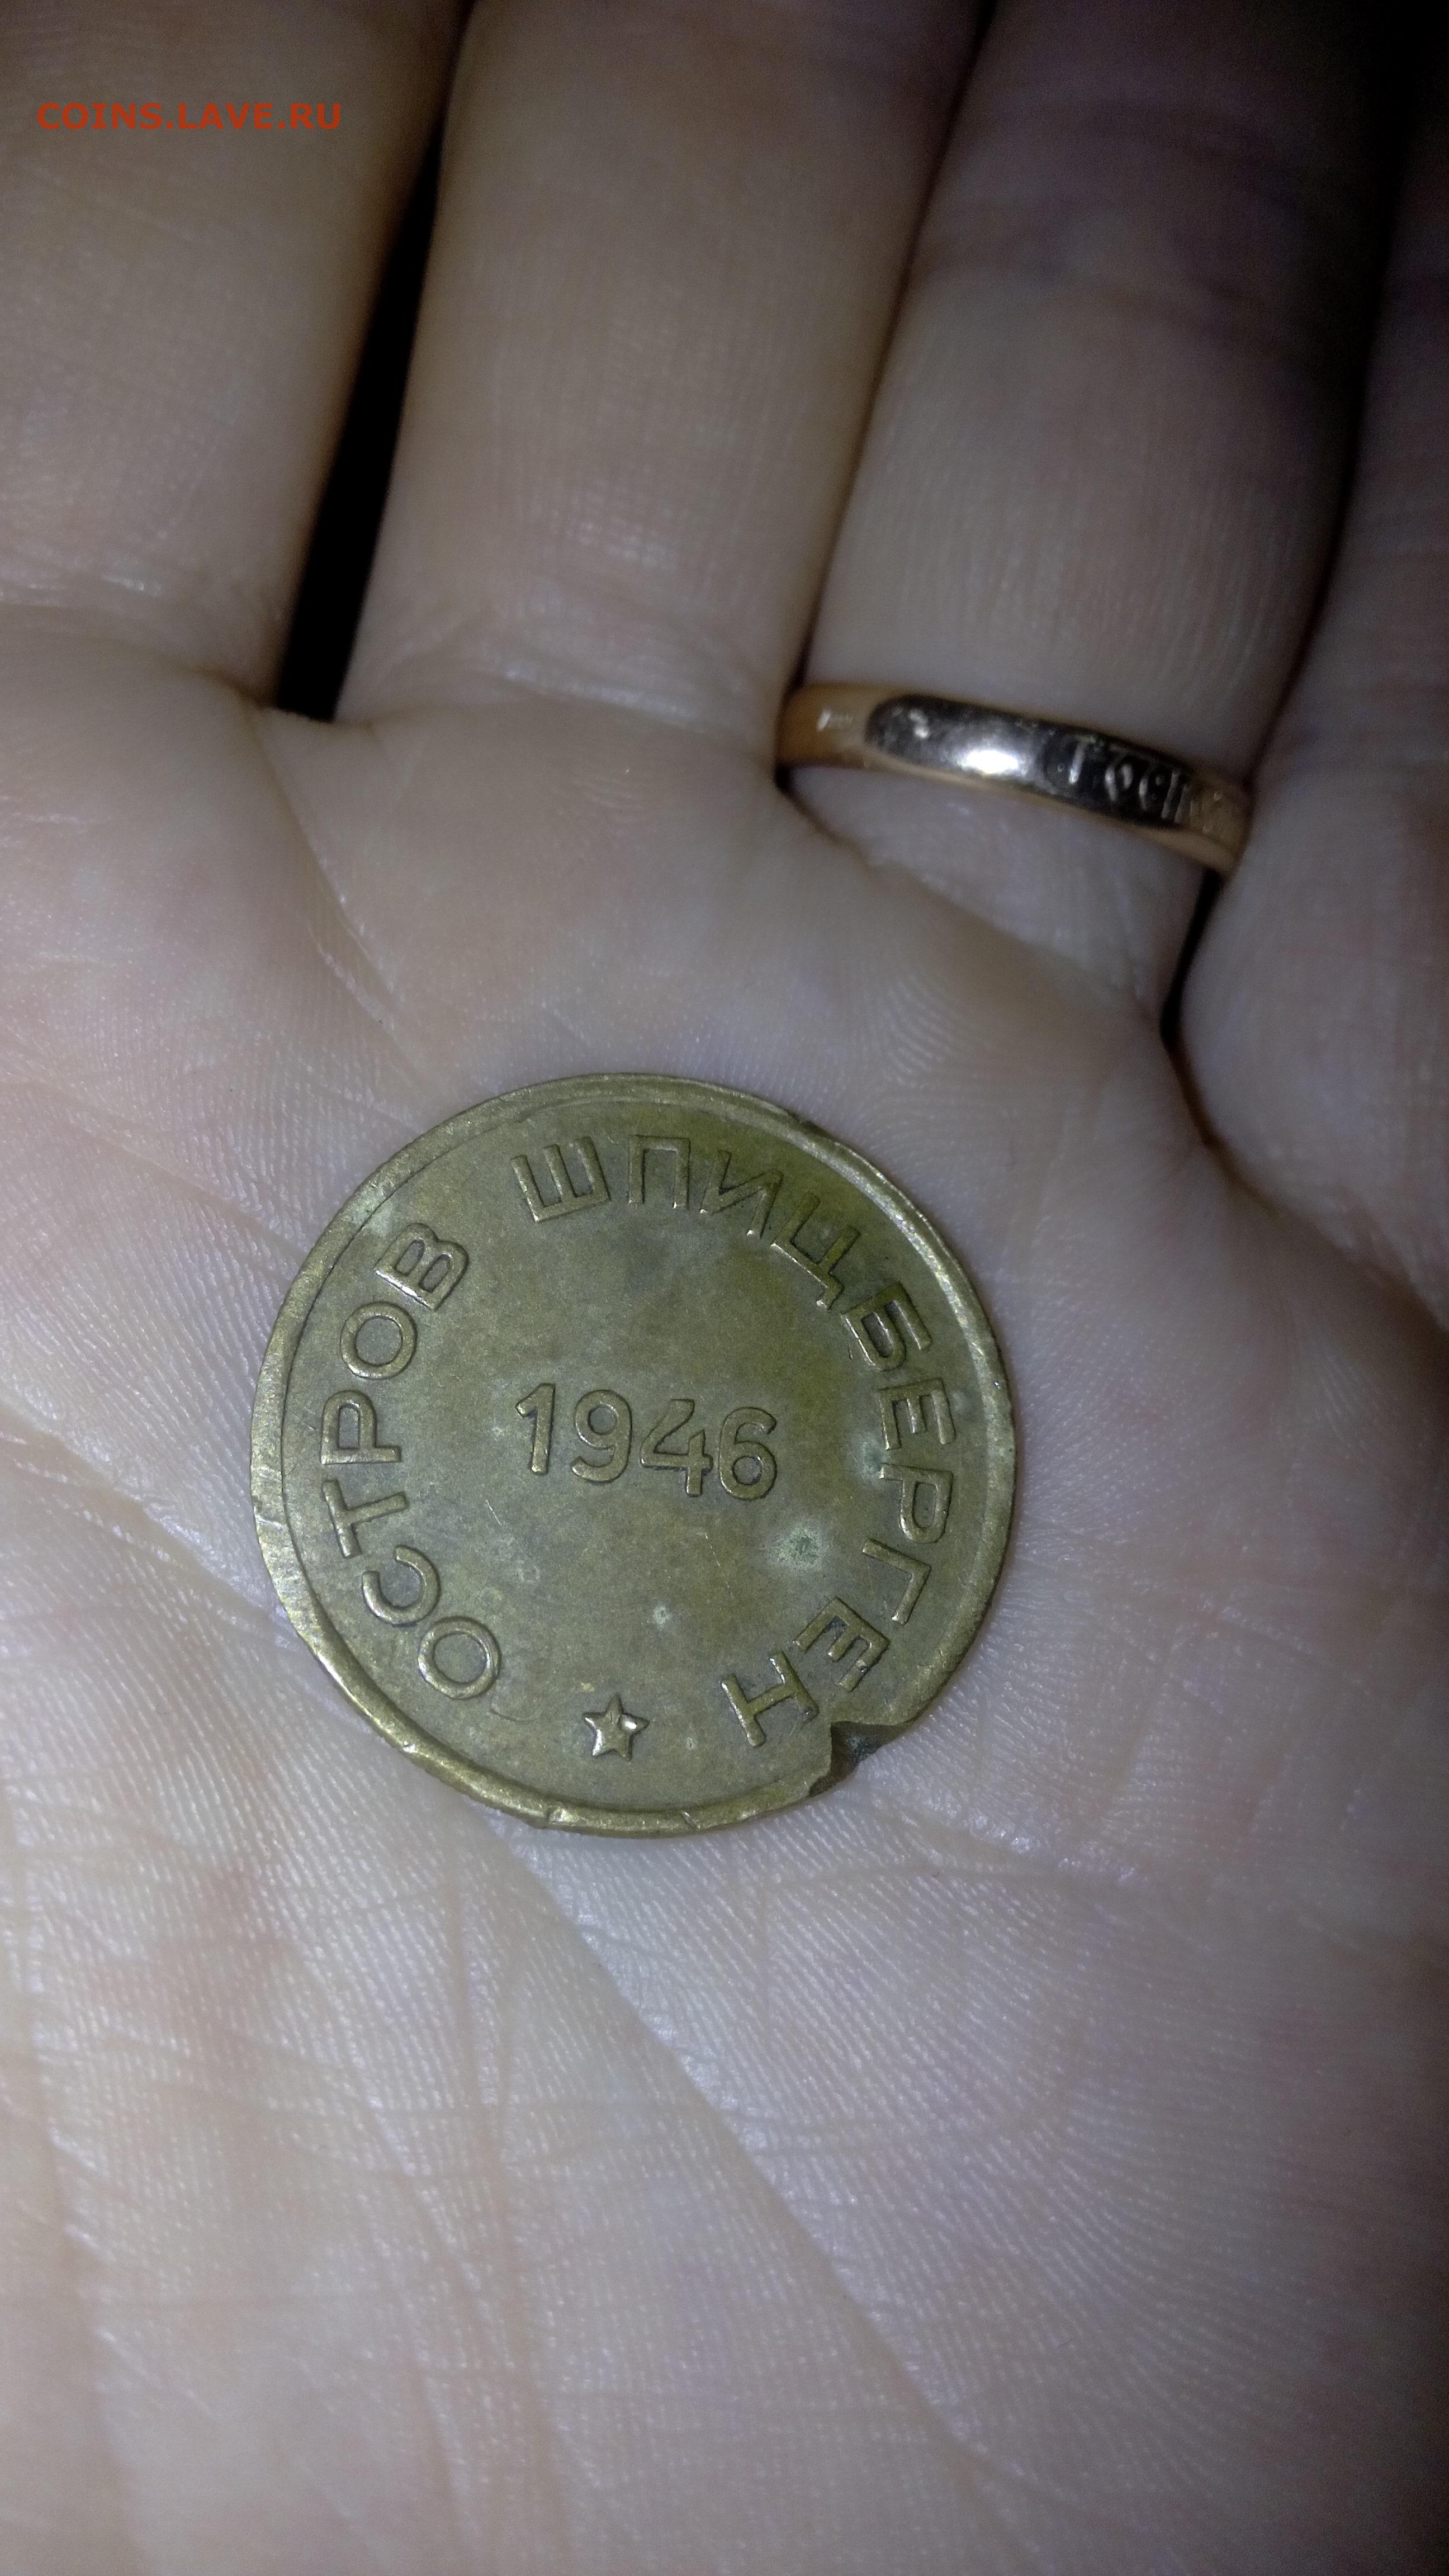 COINS.LAVE.RU
ОСТРОВ ШПИЦБЕРГЕН
1946